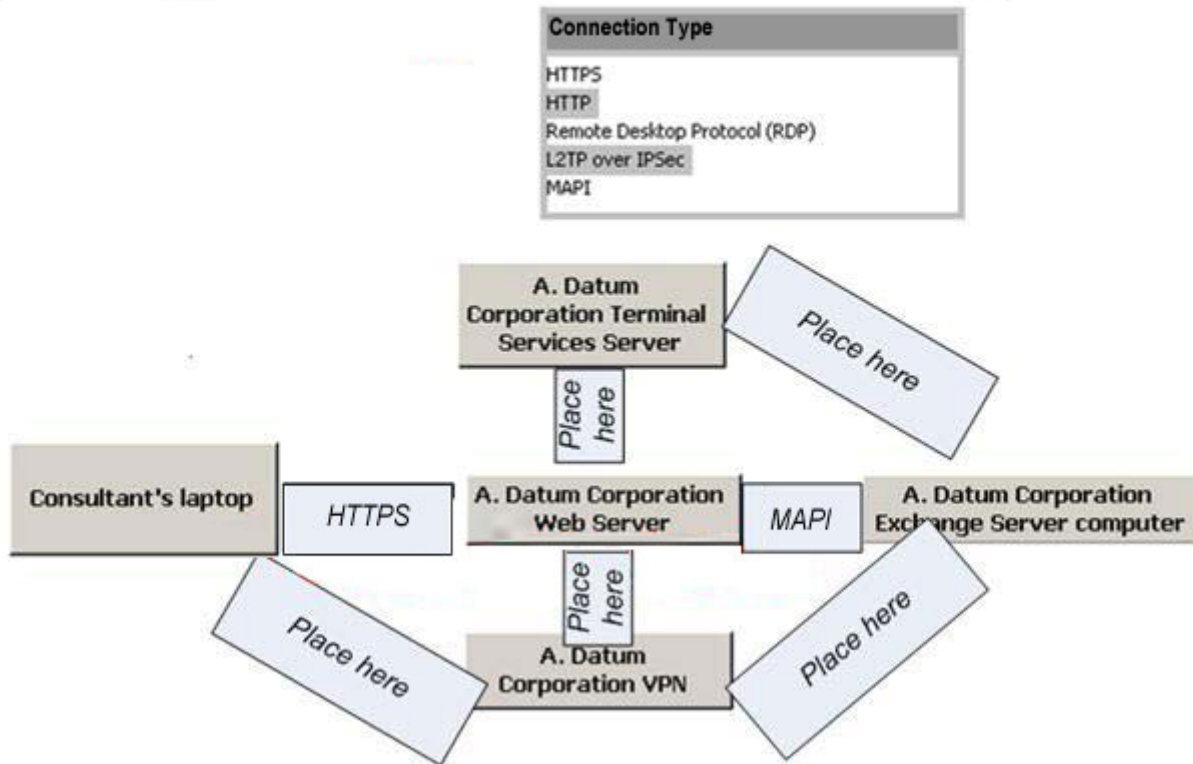 Connection Type
HTTPS
HTTP
Remote Desktop Protocol (RDP)
L2TP over IPSec
MAPI
A. Datum
Corporation Terminal
Services Server
Place here
Place
here
Consultant's laptop
HTTPS
A. Datum Corporation
Web Server
MAPI
A. Datum Corporation
Exchange Server computer
Place here
Place
here
Place here
A. Datum
Corporation VPN